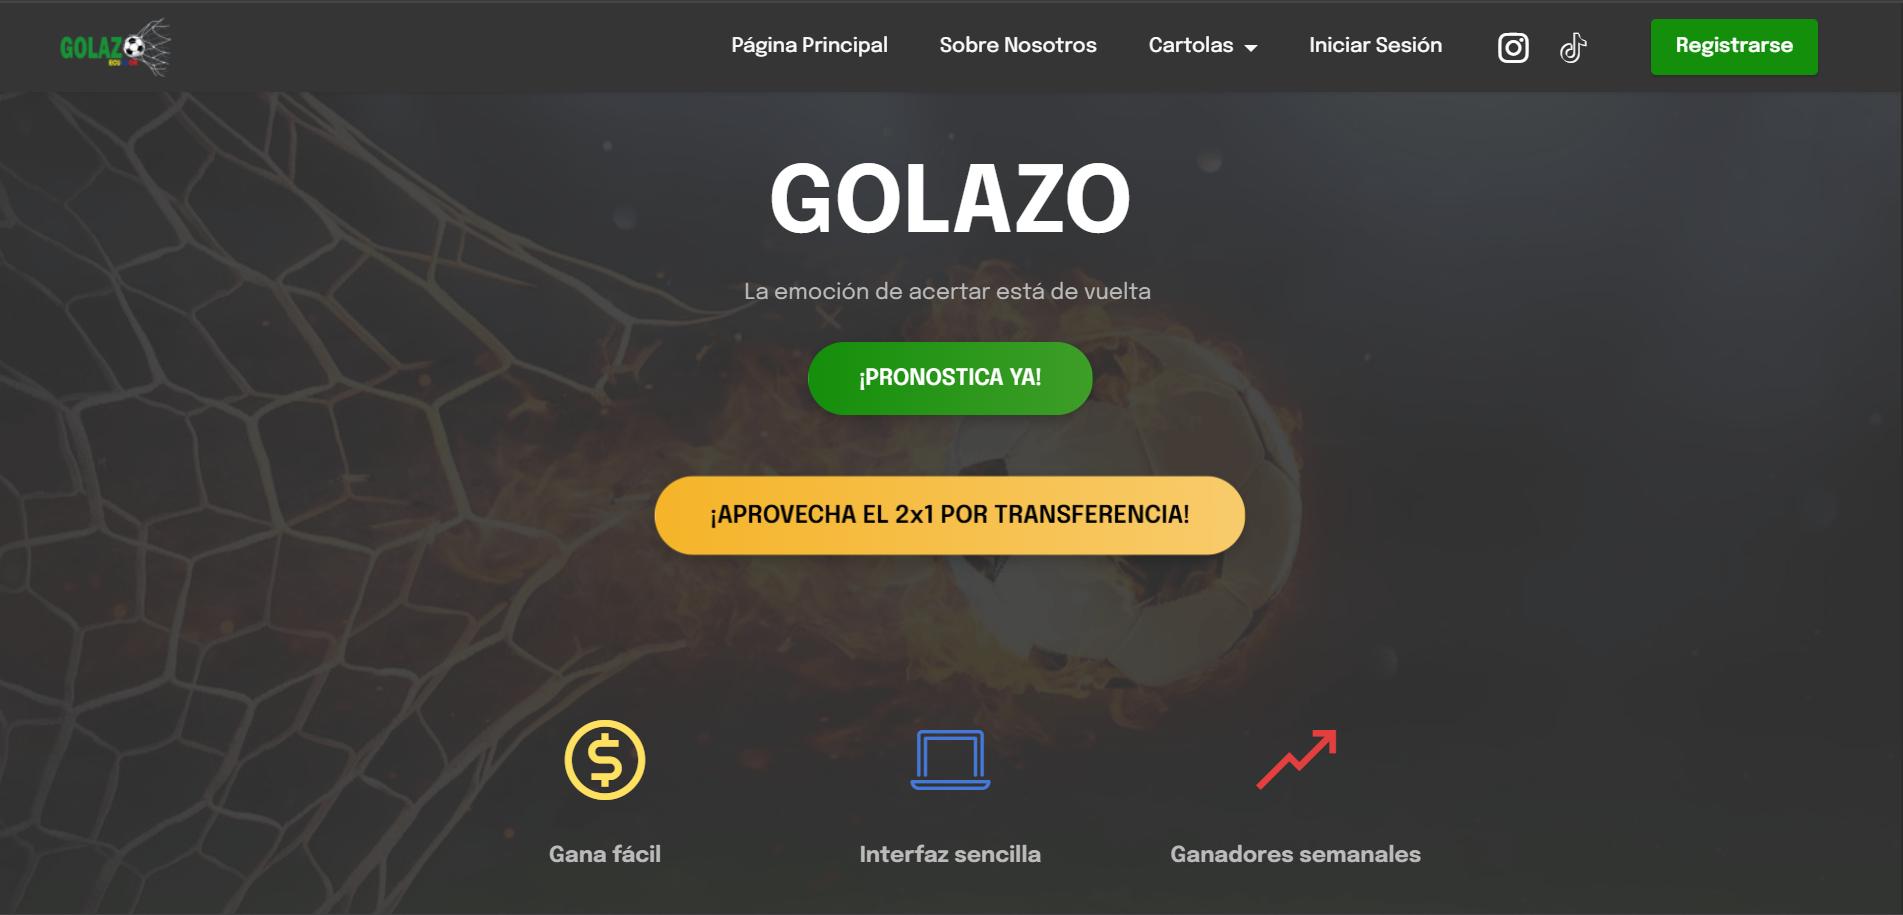 GOLAZO
ECUADOR
Página Principal
Sobre Nosotros
Cartolas
Iniciar Sesión
Registrarse
GOLAZO
La emoción de acertar está de vuelta
¡PRONOSTICA YA!
¡APROVECHA EL 2x1 POR TRANSFERENCIA!
Gana fácil
Interfaz sencilla
Ganadores semanales